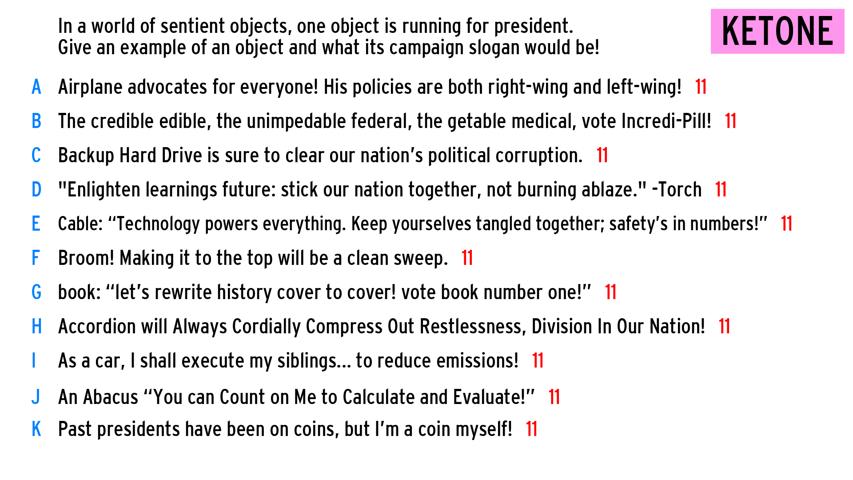 In a world of sentient objects, one object is running for president.
Give an example of an object and what its campaign slogan would be!
KETONE
A Airplane advocates for everyone! His policies are both right-wing and left-wing! 11
B The credible edible, the unimpedable federal, the getable medical, vote Incredi-Pill! 11
C Backup Hard Drive is sure to clear our nation's political corruption. 11
D "Enlighten learnings future: stick our nation together, not burning ablaze." -Torch 11
E Cable: “Technology powers everything. Keep yourselves tangled together; safety’s in numbers!” 11
F Broom! Making it to the top will be a clean sweep. 11
G book: “let’s rewrite history cover to cover! vote book number one!” 11
H Accordion will Always Cordially Compress Out Restlessness, Division In Our Nation! 11
I As a car, I shall execute my siblings... to reduce emissions! 11
J An Abacus “You can Count on Me to Calculate and Evaluate!” 11
K Past presidents have been on coins, but I’m a coin myself! 11